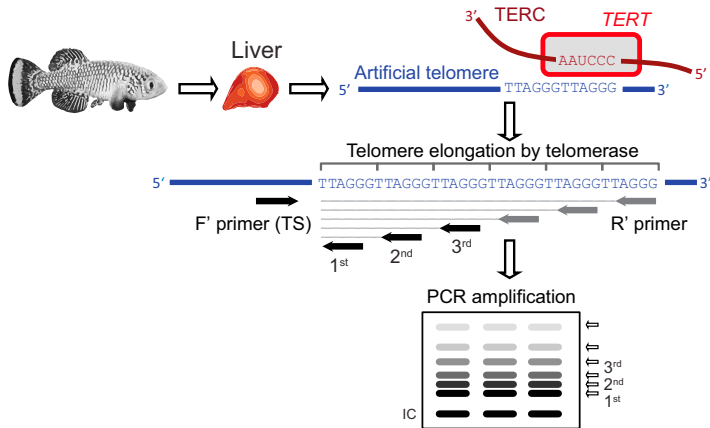 3′ TERC TERT
Liver
AAUCCC
Artificial telomere
5′ TTAGGGTTAGGG 3′ 5′
Telomere elongation by telomerase
5′ TTAGGGTTAGGGTTAGGGTTAGGGTTAGGGTTAGGG 3′
F′ primer (TS) R′ primer
1st 2nd 3rd
PCR amplification
3rd
2nd
1st
IC